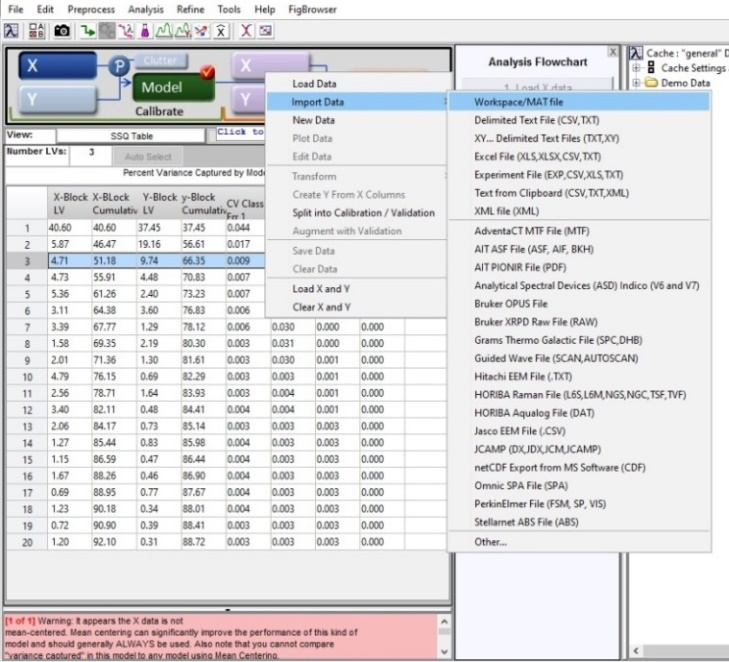 File Edit Preprocess Analysis Refine Tools Help FigBrowser
X
Y
P
Clutter
Model
Calibrate
X
Y
View: SSQ Table Click to
Number LVs: 3 Auto Select
Percent Variance Captured by Mode
X-Block LV X-BLock Cumulativ Y-Block LV y-Block Cumulativ CV Class Err 1
1 40.60 40.60 37.45 37.45 0.044
2 5.87 46.47 19.16 56.61 0.017
3 4.71 51.18 9.74 66.35 0.009
4 4.73 55.91 4.48 70.83 0.007
5 5.36 61.26 2.40 73.23 0.007
6 3.11 64.38 3.60 76.83 0.006
7 3.39 67.77 1.29 78.12 0.006 0.030 0.000 0.000
8 1.58 69.35 2.19 80.30 0.003 0.031 0.000 0.000
9 2.01 71.36 1.30 81.61 0.003 0.030 0.001 0.000
10 4.79 76.15 0.69 82.29 0.003 0.003 0.001 0.000
11 2.56 78.71 1.64 83.93 0.003 0.004 0.001 0.000
12 3.40 82.11 0.48 84.41 0.004 0.004 0.001 0.000
13 2.06 84.17 0.73 85.14 0.003 0.003 0.003 0.000
14 1.27 85.44 0.83 85.98 0.004 0.003 0.003 0.000
15 1.15 86.59 0.47 86.44 0.004 0.003 0.003 0.000
16 1.67 88.26 0.46 86.90 0.004 0.003 0.003 0.000
17 0.69 88.95 0.77 87.67 0.004 0.003 0.003 0.000
18 1.23 90.18 0.34 88.01 0.004 0.003 0.003 0.000
19 0.72 90.90 0.39 88.41 0.003 0.003 0.003 0.000
20 1.20 92.10 0.31 88.72 0.003 0.003 0.003 0.000
[1 of 1] Warning: It appears the X data is not
mean-centered. Mean centering can significantly improve the performance of this kind of
model and should generally ALWAYS be used. Also note that you cannot compare
"variance captured" in this model to any model using Mean Centering.
Load Data
Import Data
New Data
Plot Data
Edit Data
Transform
Create Y From X Columns
Split into Calibration / Validation
Augment with Validation
Save Data
Clear Data
Load X and Y
Clear X and Y
Analysis Flowchart
1. Load X data
Workspace/MAT file
Delimited Text File (CSV,TXT)
XY... Delimited Text Files (TXT,XY)
Excel File (XLS,XLSX,CSV,TXT)
Experiment File (EXP,CSV,XLS,TXT)
Text from Clipboard (CSV,TXT,XML)
XML file (XML)
AdventaCT MTF File (MTF)
AIT ASF File (ASF, AIF, BKH)
AIT PIONIR File (PDF)
Analytical Spectral Devices (ASD) Indico (V6 and V7)
Bruker OPUS File
Bruker XRPD Raw File (RAW)
Grams Thermo Galactic File (SPC,DHB)
Guided Wave File (SCAN,AUTOSCAN)
Hitachi EEM File (.TXT)
HORIBA Raman File (L6S,L6M,NGS,NGC,TSF,TVF)
HORIBA Aqualog File (DAT)
Jasco EEM File (.CSV)
JCAMP (DX,JDX,JCM,JCAMP)
netCDF Export from MS Software (CDF)
Omnic SPA File (SPA)
PerkinElmer File (FSM, SP, VIS)
Stellarnet ABS File (ABS)
Other...
Cache : "general" D
Cache Settings
Demo Data